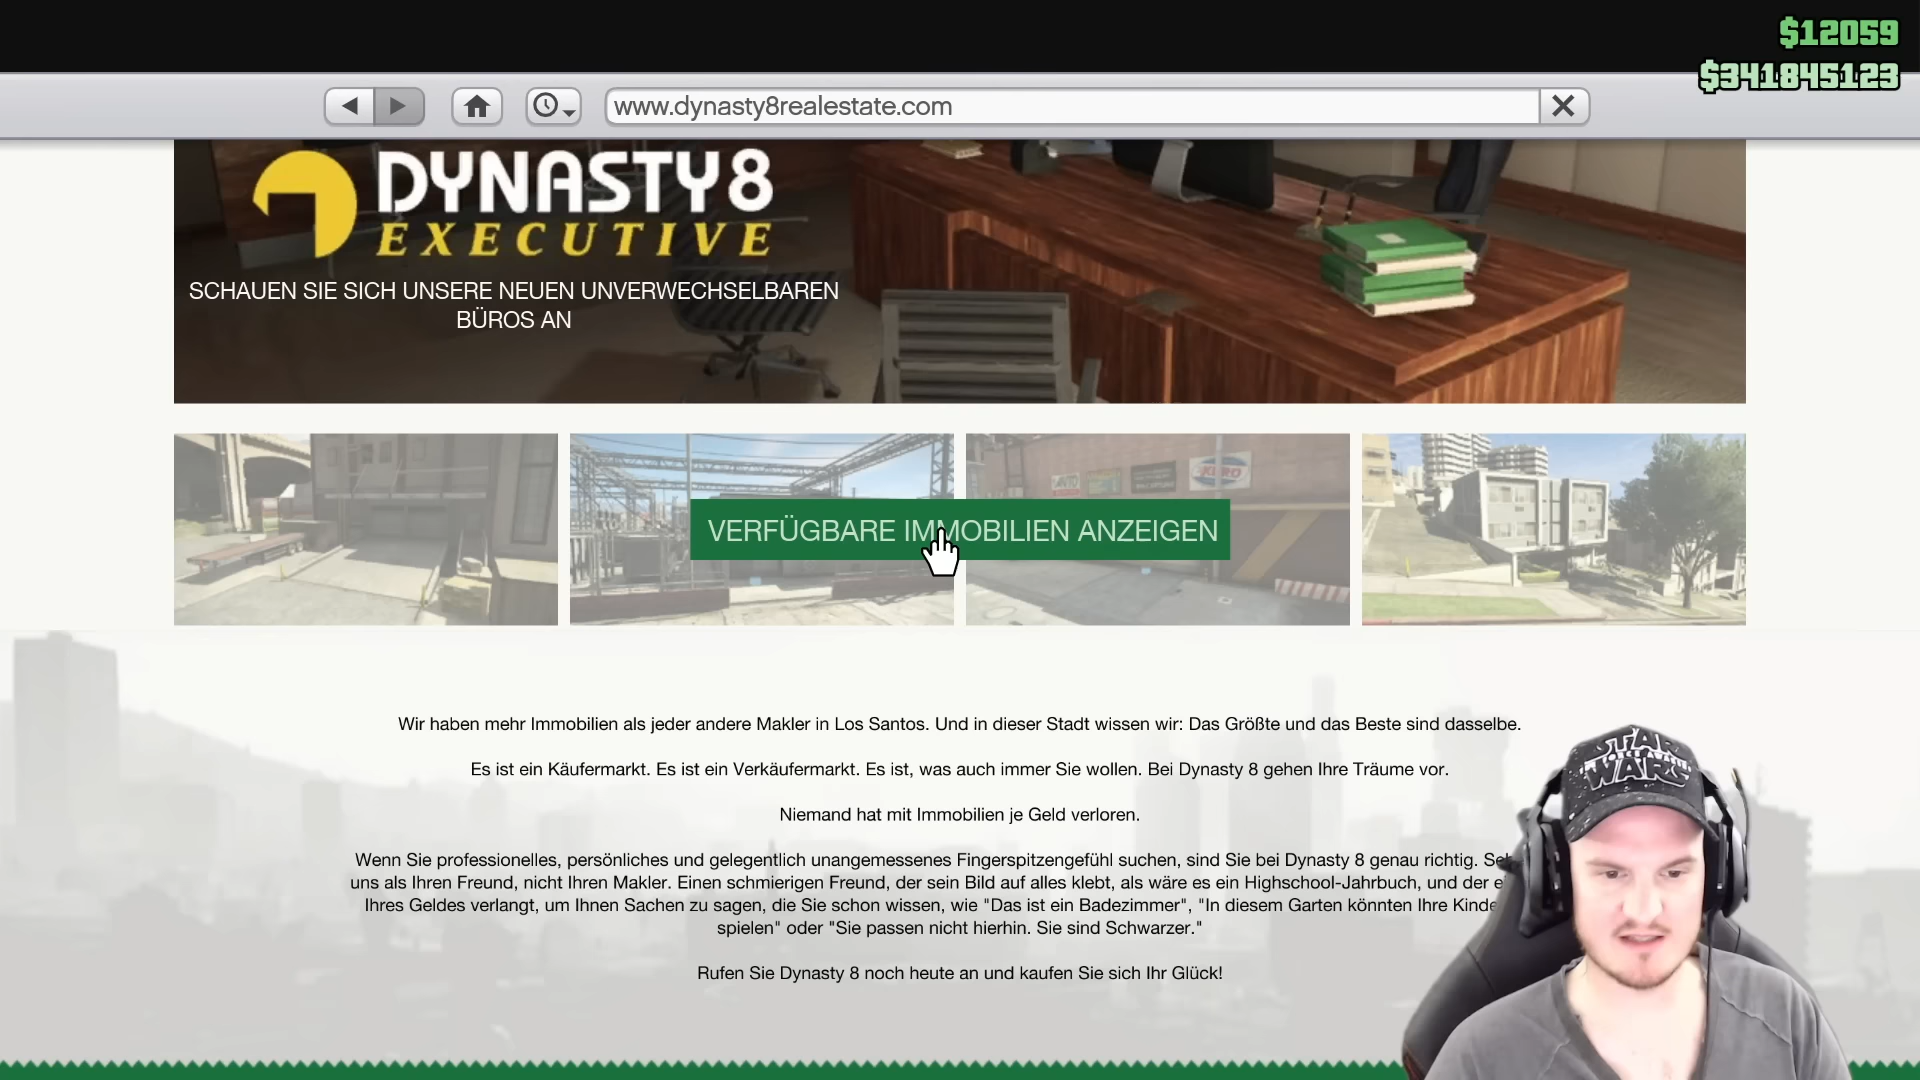 $12059
$341845123
www.dynasty8realestate.com
DYNASTY8
EXECUTIVE
SCHAUEN SIE SICH UNSERE NEUEN UNVERWECHSELBAREN
BÜROS AN
VERFÜGBARE IMMOBILIEN ANZEIGEN
Wir haben mehr Immobilien als jeder andere Makler in Los Santos. Und in dieser Stadt wissen wir: Das Größte und das Beste sind dasselbe.
Es ist ein Käufermarkt. Es ist ein Verkäufermarkt. Es ist, was auch immer Sie wollen. Bei Dynasty 8 gehen Ihre Träume vor.
Niemand hat mit Immobilien je Geld verloren.
Wenn Sie professionelles, persönliches und gelegentlich unangemessenes Fingerspitzengefühl suchen, sind Sie bei Dynasty 8 genau richtig.
uns als Ihren Freund, nicht Ihren Makler. Einen schmierigen Freund, der sein Bild auf alles klebt, als wäre es ein Highschool-Jahrbuch, und der
Ihres Geldes verlangt, um Ihnen Sachen zu sagen, die Sie schon wissen, wie "Das ist ein Badezimmer", "In diesem Garten könnten Ihre Kinde
spielen" oder "Sie passen nicht hierhin. Sie sind Schwarzer."
Rufen Sie Dynasty 8 noch heute an und kaufen Sie sich Ihr Glück!
STAR
WARS